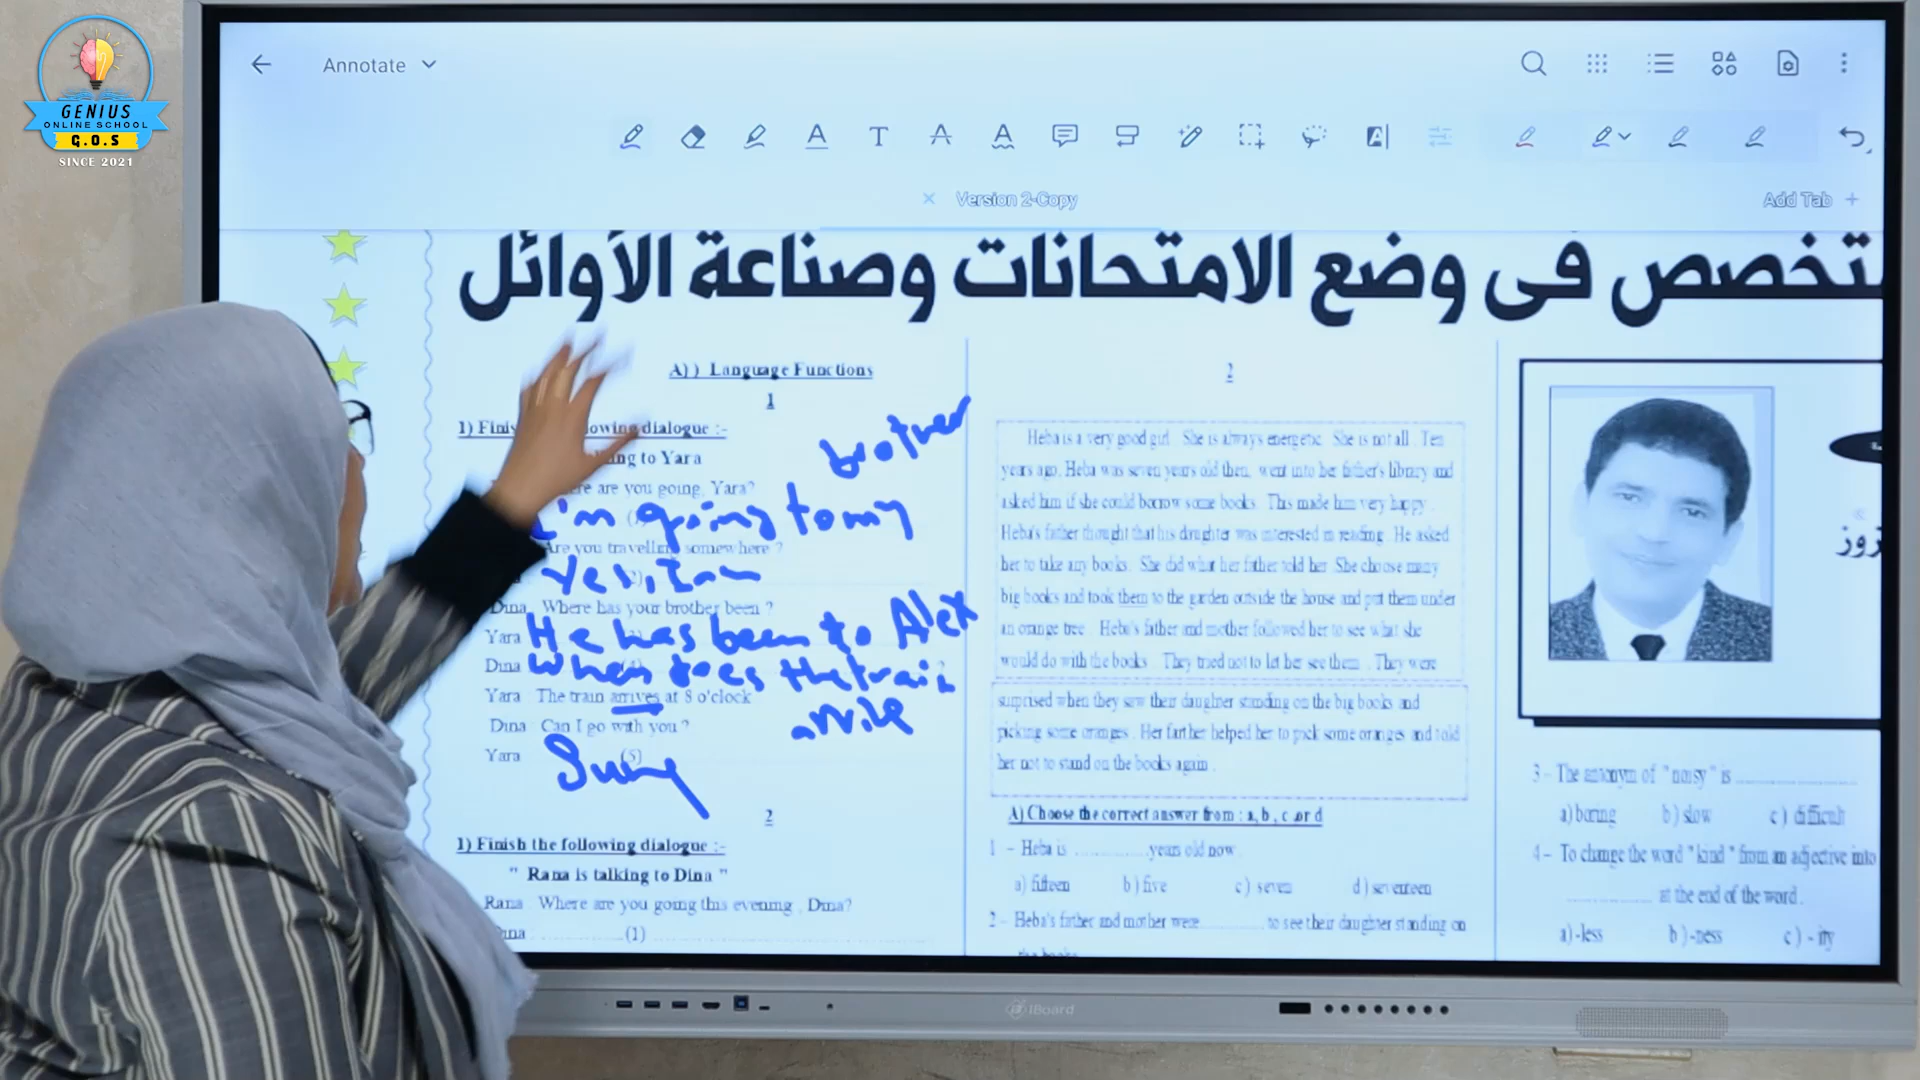 GENIUS
ONLINE SCHOOL
G.O.S
SINCE 2021
Annotate
Version 2-Copy
Add Tab +
تخصص فى وضع الامتحانات وصناعة الأوائل
A) ) Language Functions
1
1) Finis owing dialogue :-
ing to Yara
re are you going, Yara?
brother
I'm going to my
Are you travelling somewhere ?
Yes, I am
Dina Where has your brother been ?
Yara He has been to Alex
Dina When does the train
arrive
Yara : The train arrives at 8 o'clock
Dina : Can I go with you ?
Yara (5)
2
1) Finish the following dialogue :-
" Rana is talking to Dina "
Rana : Where are you going this evening , Dina?
ina ..............(1) ..............
2
Heba is a very good girl . She is always energetic . She is not all . Ten
years ago, Heba was seven years old then, went into her father's library and
asked him if she could borrow some books . This made him very happy .
Heba's father thought that his daughter was interested in reading . He asked
her to take any books . She did what her father told her. She choose many
big books and took them to the garden outside the house and put them under
an orange tree . Heba's father and mother followed her to see what she
would do with the books . They tried not to let her see them . They were
surprised when they saw their daughter standing on the big books and
picking some oranges . Her farther helped her to pick some oranges and told
her not to stand on the books again .
A) Choose the correct answer from : a, b , c or d
1 – Heba is .............. years old now
a) fifteen b) five c) seven d) seventeen
2 – Heba's father and mother were.............. to see their daughter standing on
the books
روز
3 – The antonym of " noisy " is ..............
a) boring b) slow c) difficult
4 – To change the word " kind " from an adjective into
.............. at the end of the word .
a) -less b) -ness c) - ity
iBoard